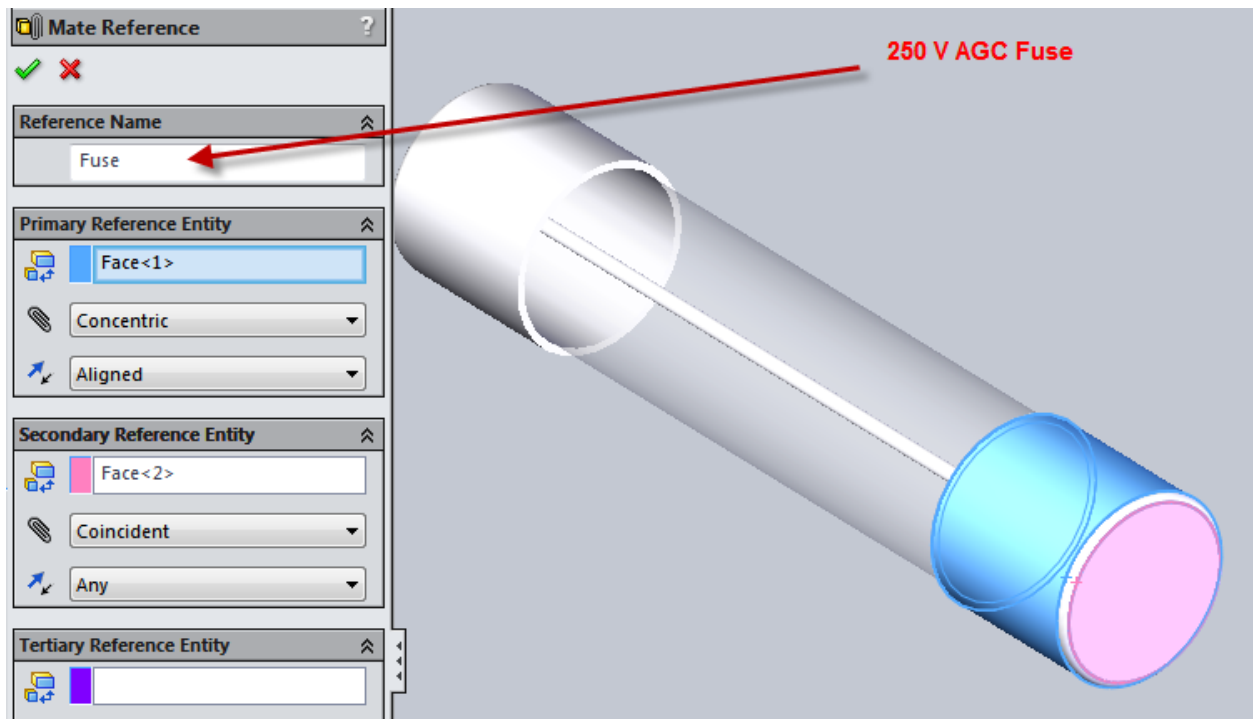 Mate Reference ?
250 V AGC Fuse
Reference Name
Fuse
Primary Reference Entity
Face<1>
Concentric
Aligned
Secondary Reference Entity
Face<2>
Coincident
Any
Tertiary Reference Entity